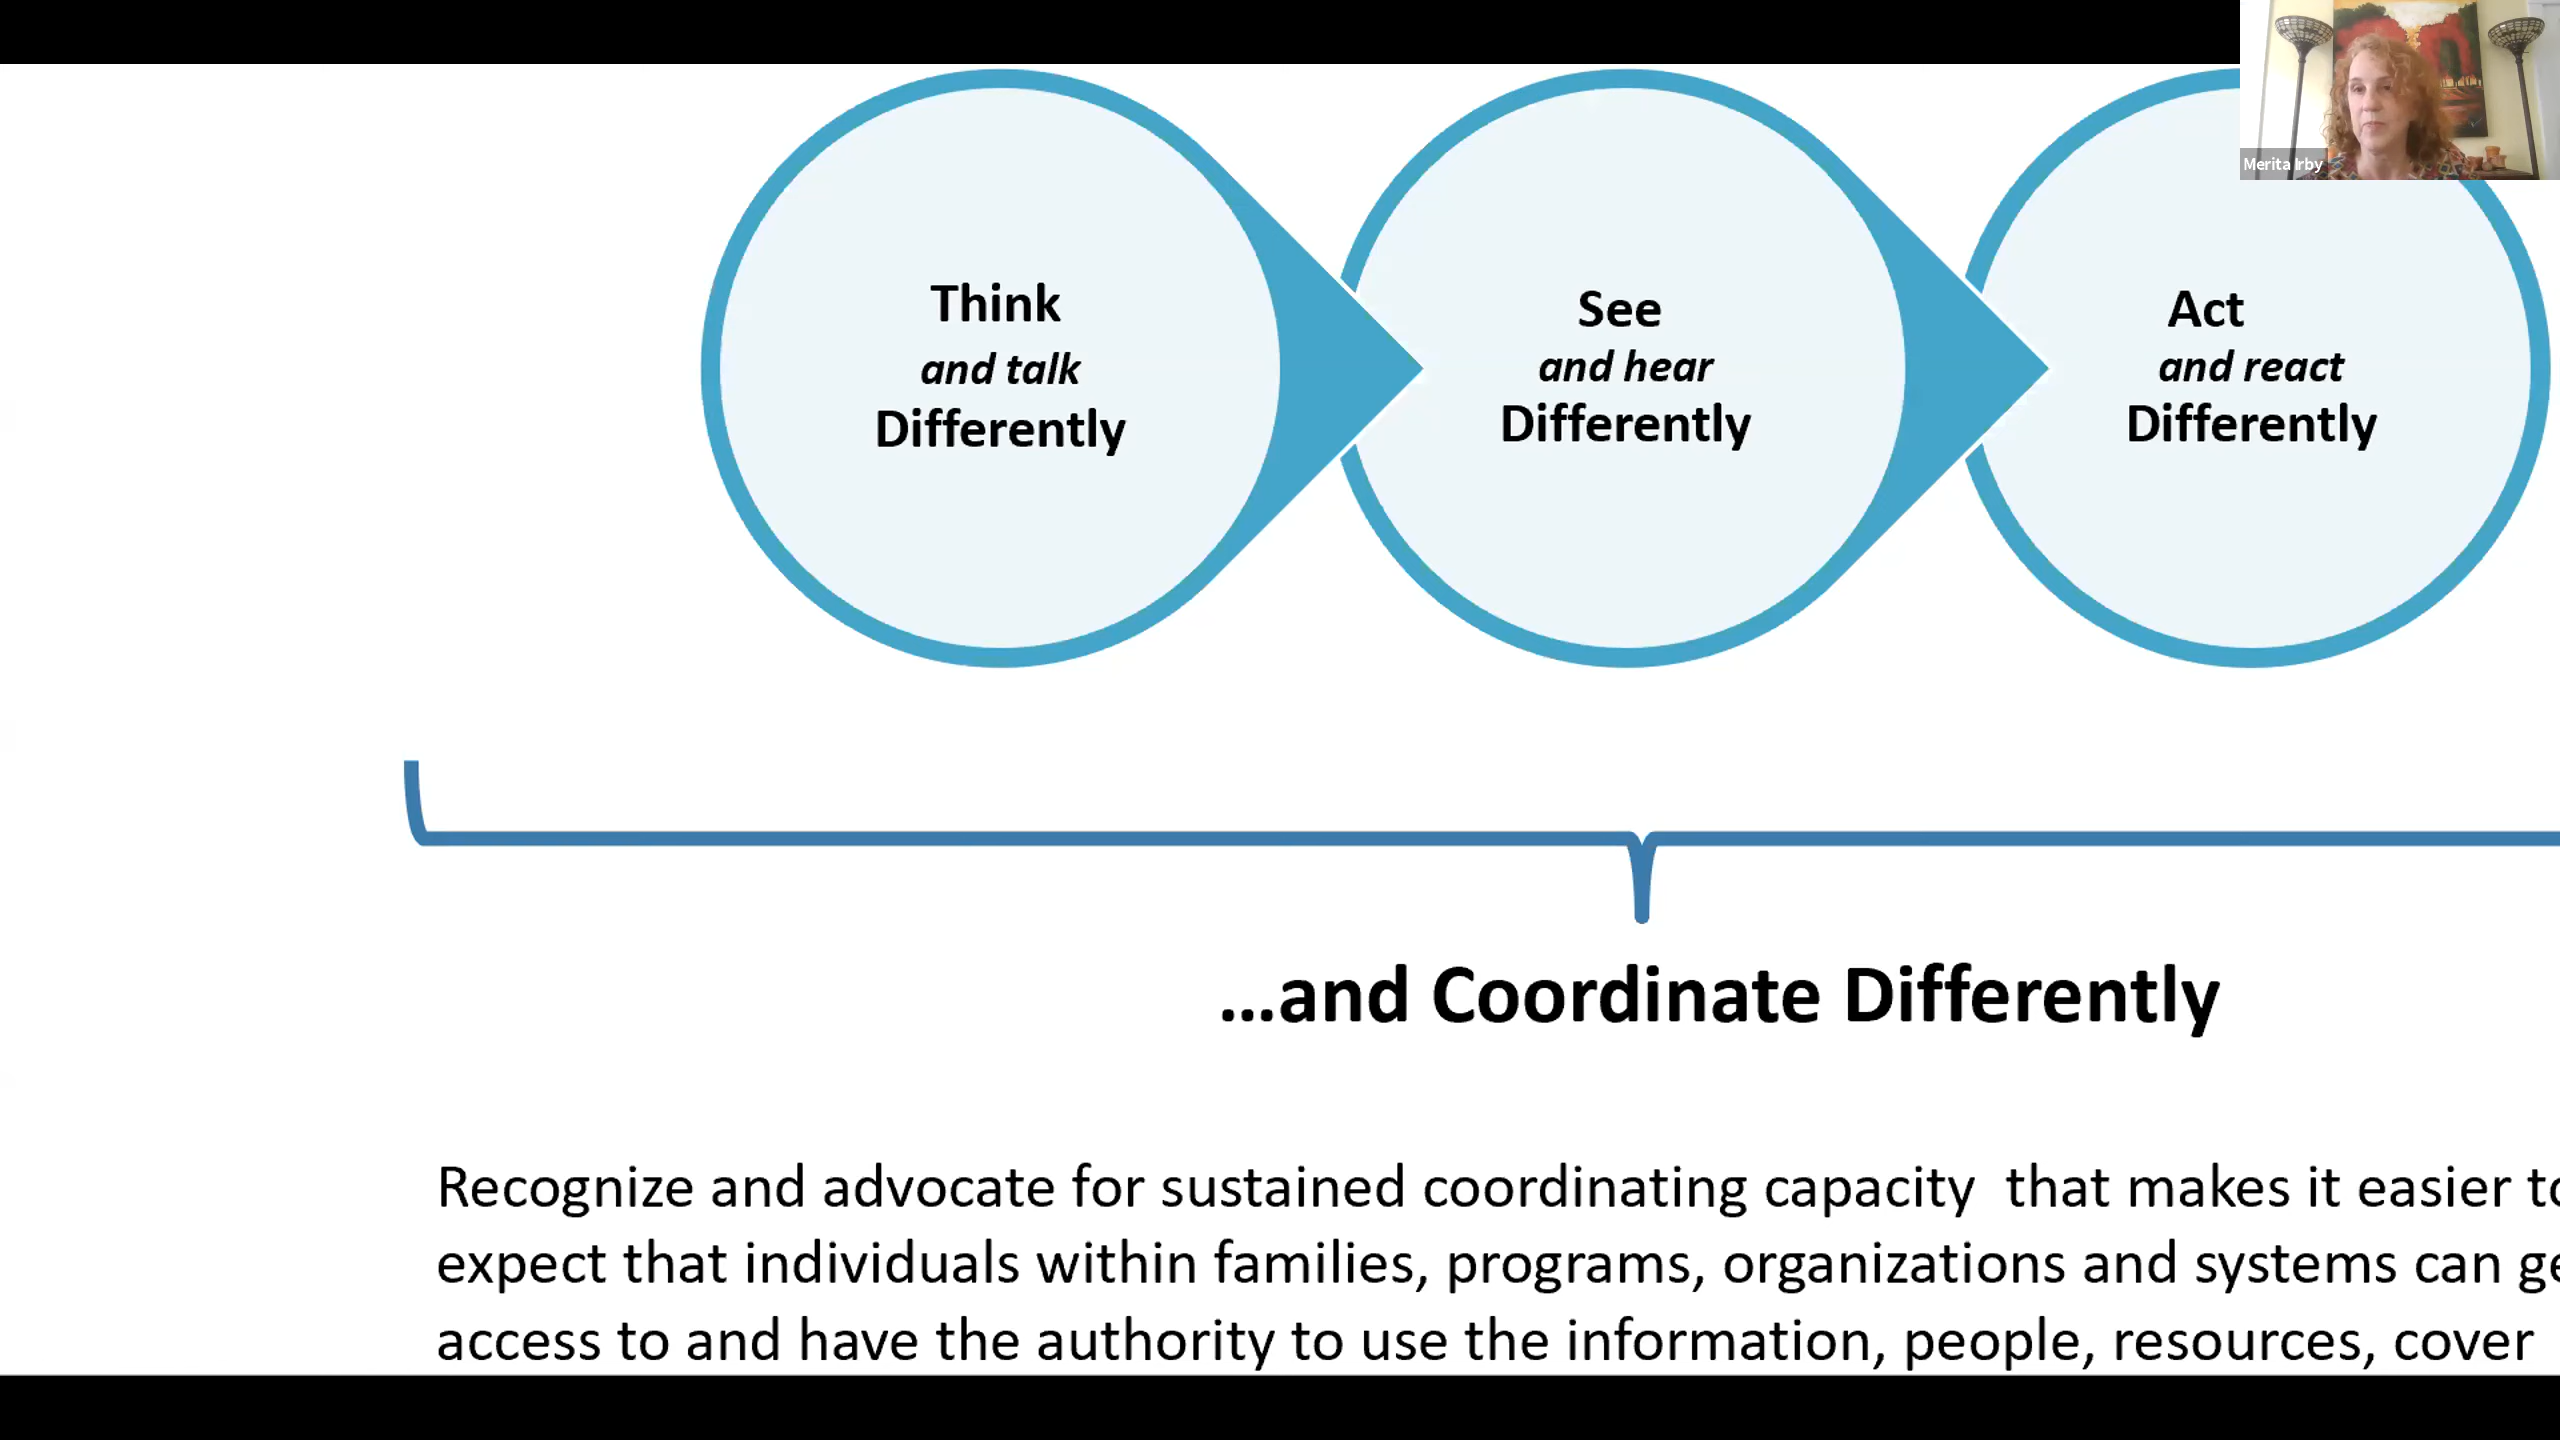 Merita Irby
Think
and talk
Differently
See
and hear
Differently
Act
and react
Differently
...and Coordinate Differently
Recognize and advocate for sustained coordinating capacity that makes it easier
expect that individuals within families, programs, organizations and systems can
access to and have the authority to use the information, people, resources, cover